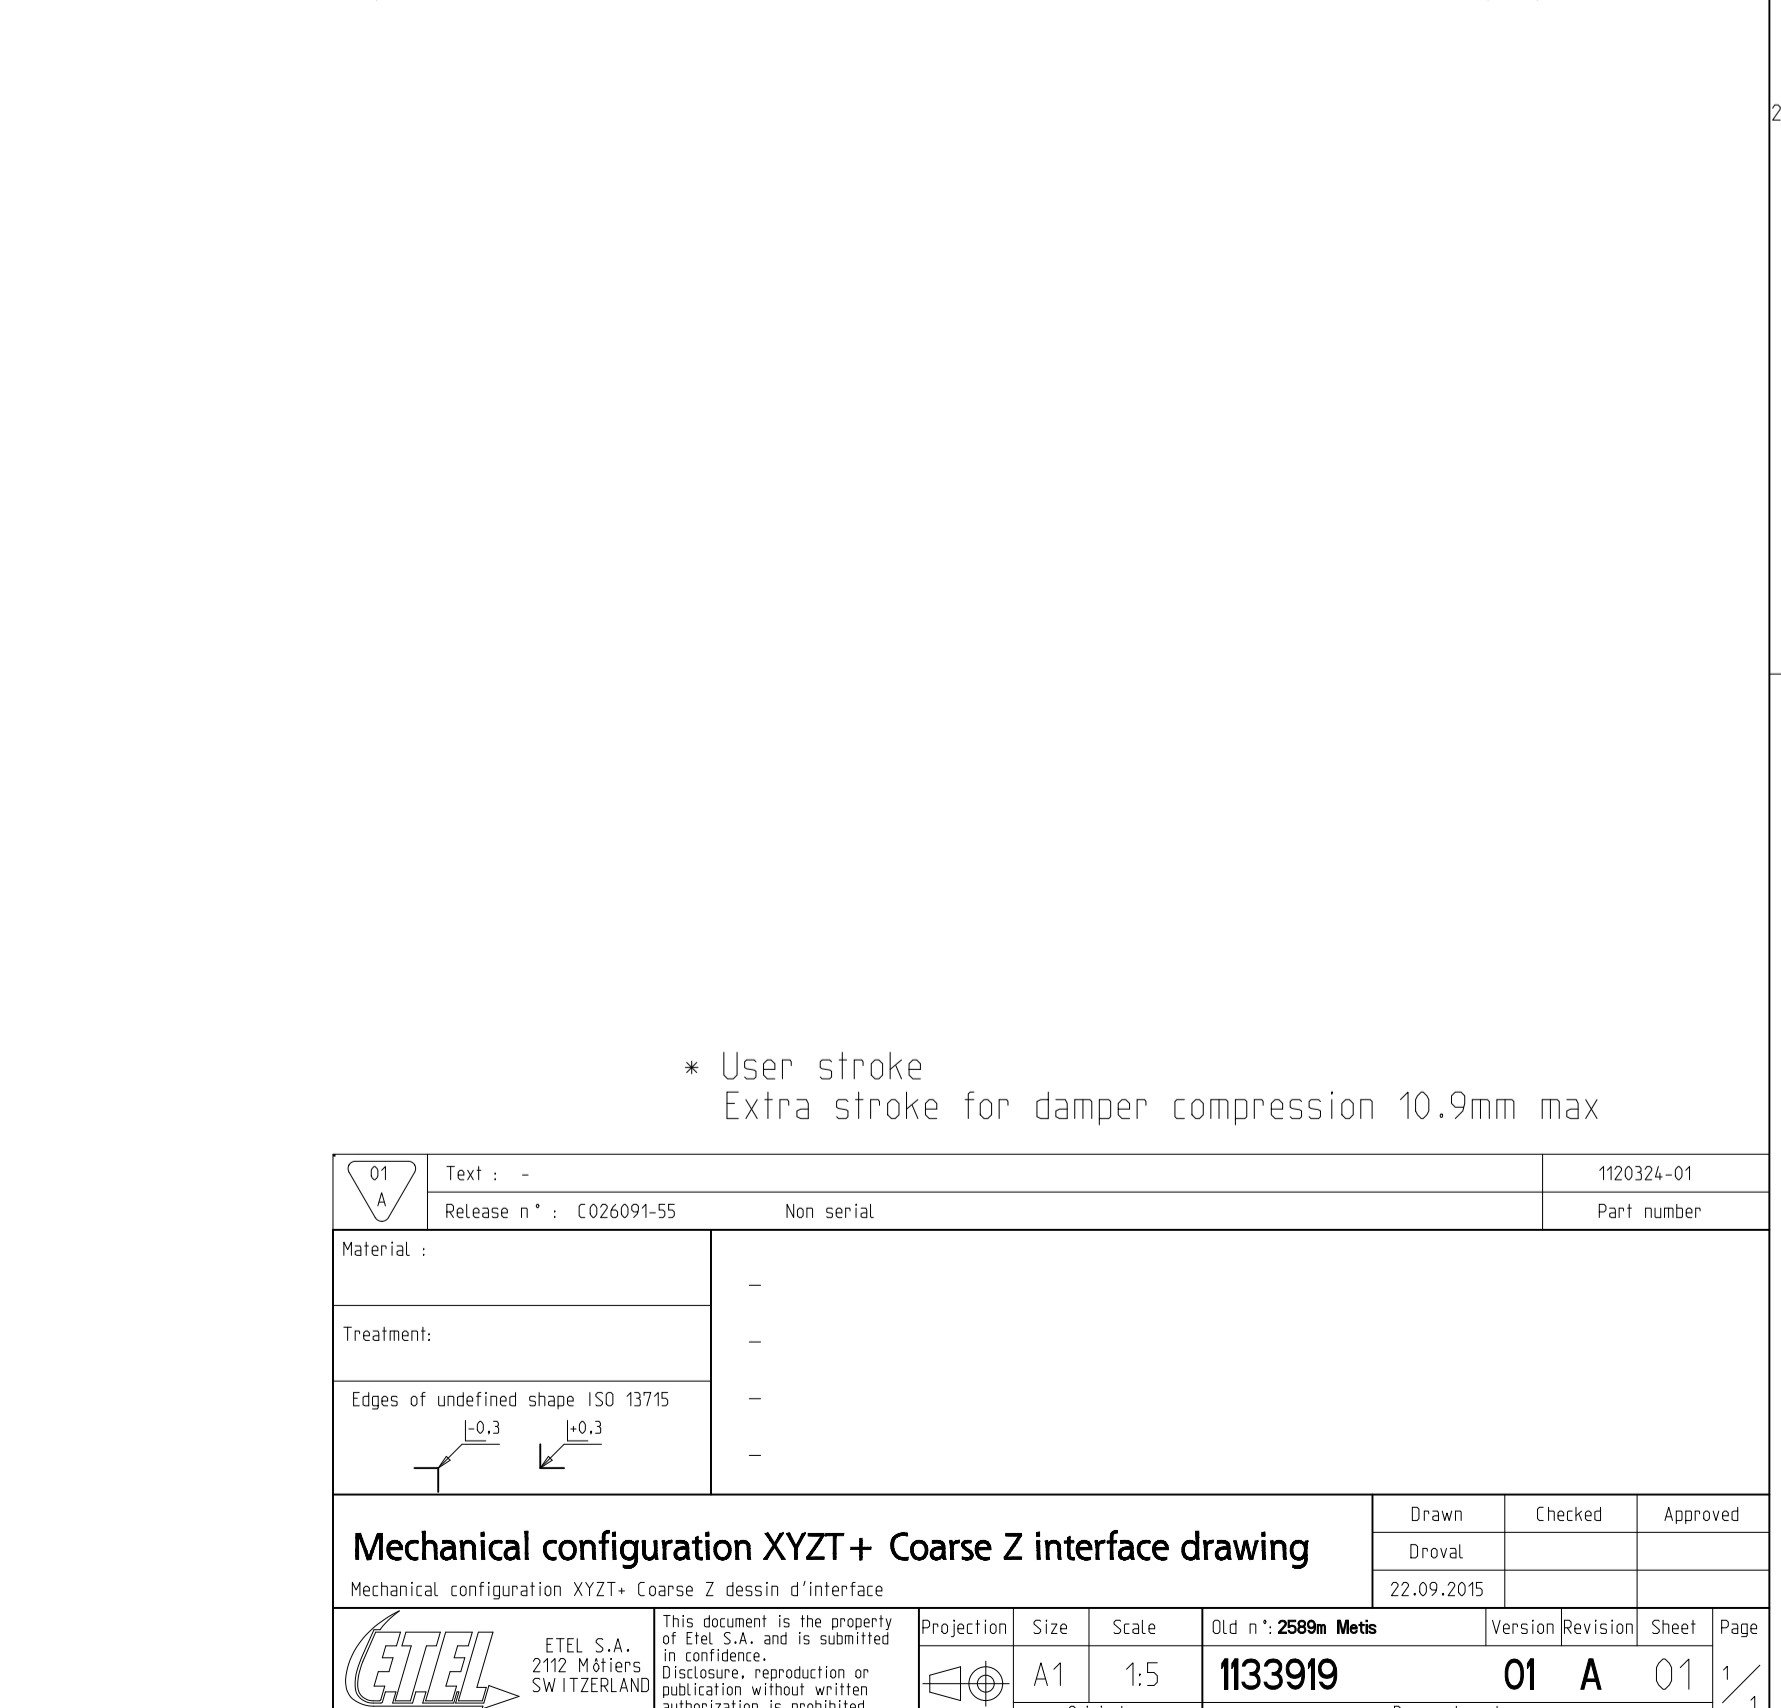 2
* User stroke
Extra stroke for damper compression 10.9mm max
01
A
Text : -
1120324-01
Release n° : C026091-55 Non serial
Part number
Material :
-
-
Treatment:
-
-
Edges of undefined shape ISO 13715
-0,3 +0,3
Mechanical configuration XYZT+ Coarse Z interface drawing
Mechanical configuration XYZT+ Coarse Z dessin d'interface
Drawn Checked Approved
Droval
22.09.2015
ETEL
ETEL S.A.
2112 Môtiers
SWITZERLAND
This document is the property
of Etel S.A. and is submitted
in confidence.
Disclosure, reproduction or
publication without written
authorization is prohibited
Projection Size Scale
A1 1:5
Old n°: 2589m Metis
Version Revision Sheet Page
1133919 01 A 01 1/1